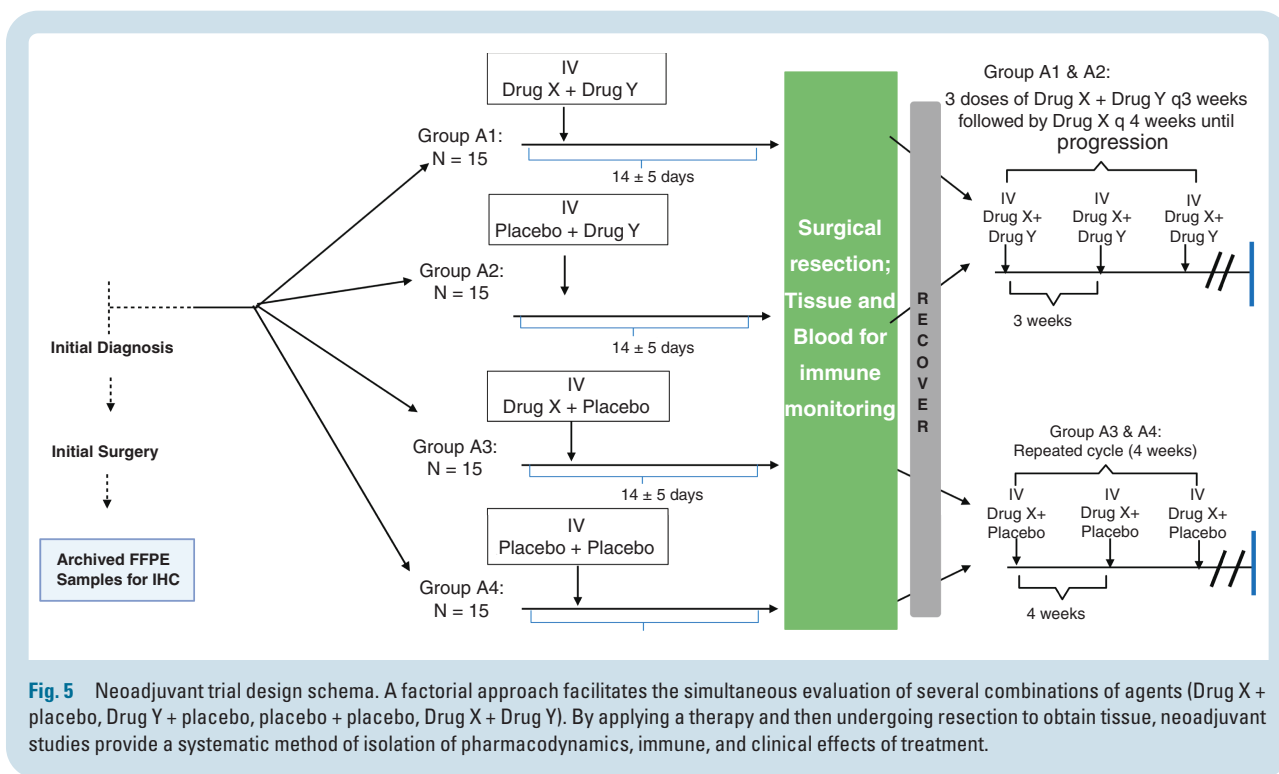 IV
Drug X + Drug Y
Group A1:
N = 15
14 ± 5 days
IV
Placebo + Drug Y
Group A2:
N = 15
14 ± 5 days
Initial Diagnosis
Initial Surgery
Archived FFPE
Samples for IHC
IV
Drug X + Placebo
Group A3:
N = 15
14 ± 5 days
IV
Placebo + Placebo
Group A4:
N = 15
Surgical
resection;
Tissue and
Blood for
immune
monitoring
R
E
C
O
V
E
R
Group A1 & A2:
3 doses of Drug X + Drug Y q3 weeks
followed by Drug X q 4 weeks until
progression
IV IV IV
Drug X+ Drug X+ Drug X+
Drug Y Drug Y Drug Y
3 weeks
Group A3 & A4:
Repeated cycle (4 weeks)
IV IV IV
Drug X+ Drug X+ Drug X+
Placebo Placebo Placebo
4 weeks
Fig. 5 Neoadjuvant trial design schema. A factorial approach facilitates the simultaneous evaluation of several combinations of agents (Drug X +
placebo, Drug Y + placebo, placebo + placebo, Drug X + Drug Y). By applying a therapy and then undergoing resection to obtain tissue, neoadjuvant
studies provide a systematic method of isolation of pharmacodynamics, immune, and clinical effects of treatment.